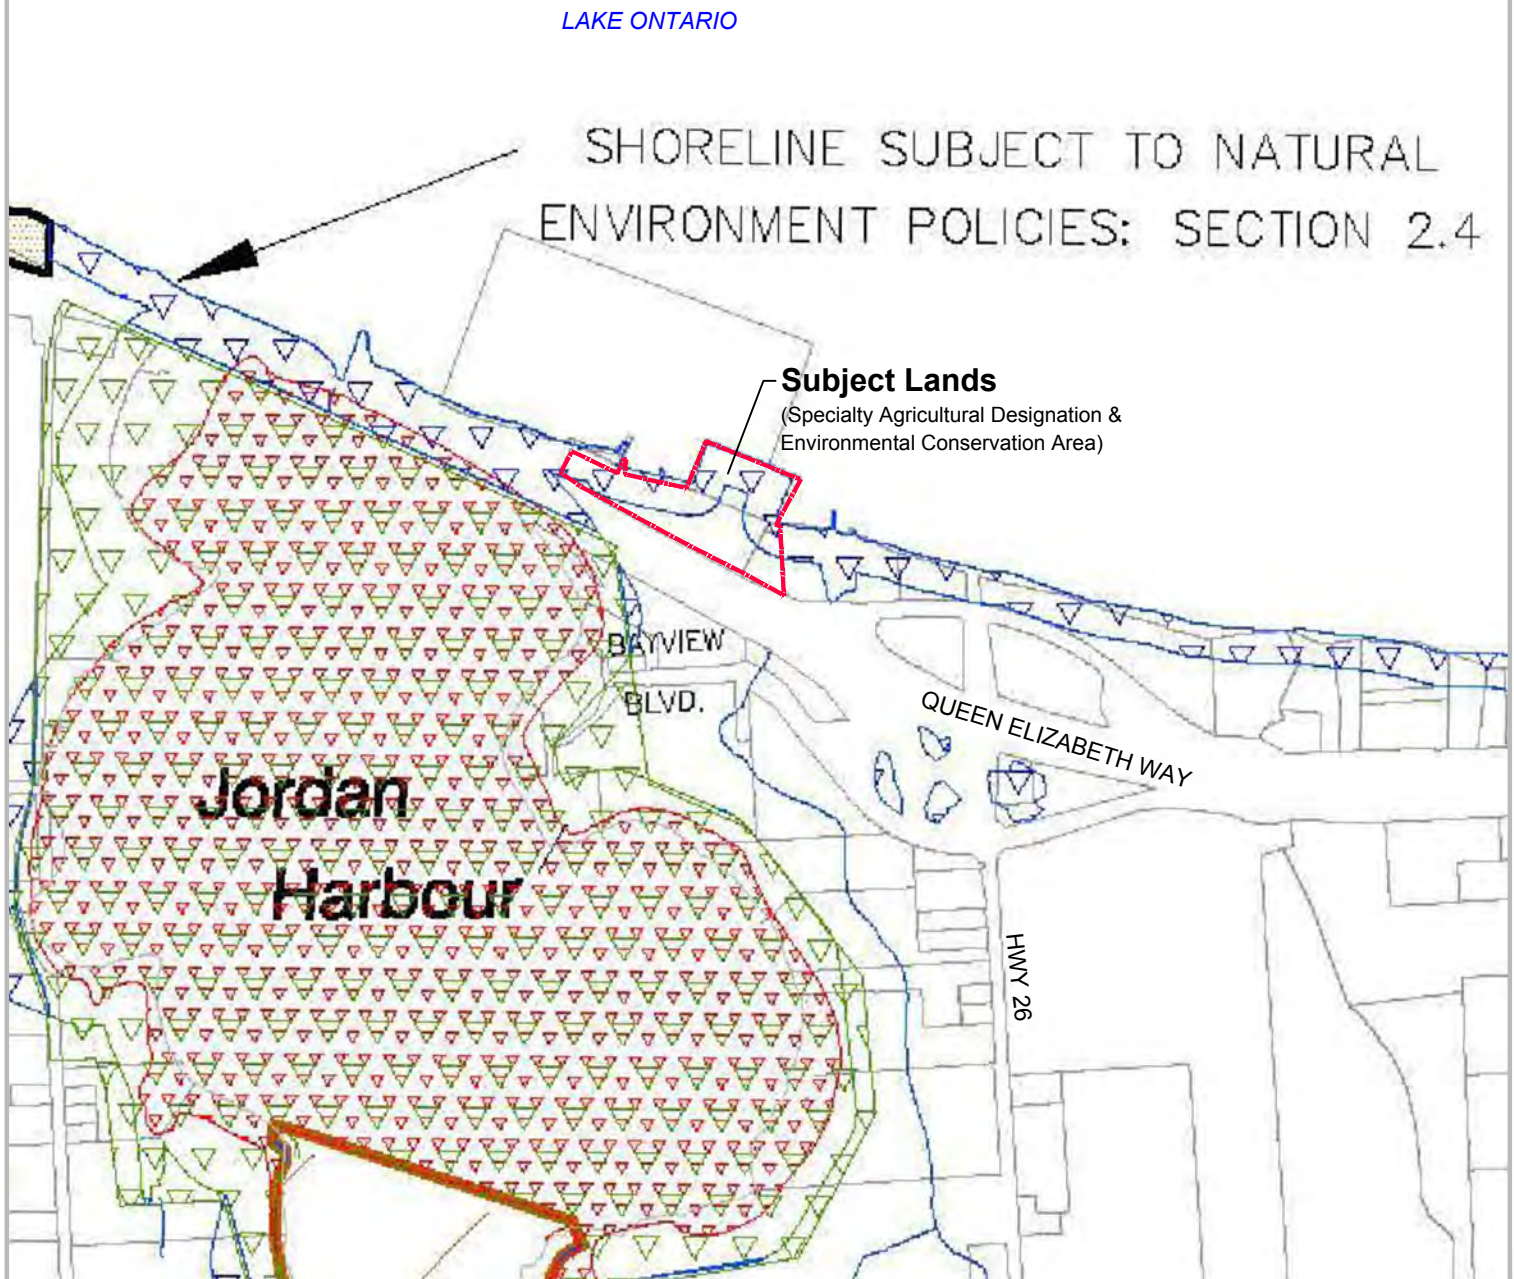 LAKE ONTARIO
SHORELINE SUBJECT TO NATURAL
ENVIRONMENT POLICIES: SECTION 2.4
Subject Lands
(Specialty Agricultural Designation &
Environmental Conservation Area)
BAYVIEW
BLVD.
QUEEN ELIZABETH WAY
Jordan
Harbour
HWY 26